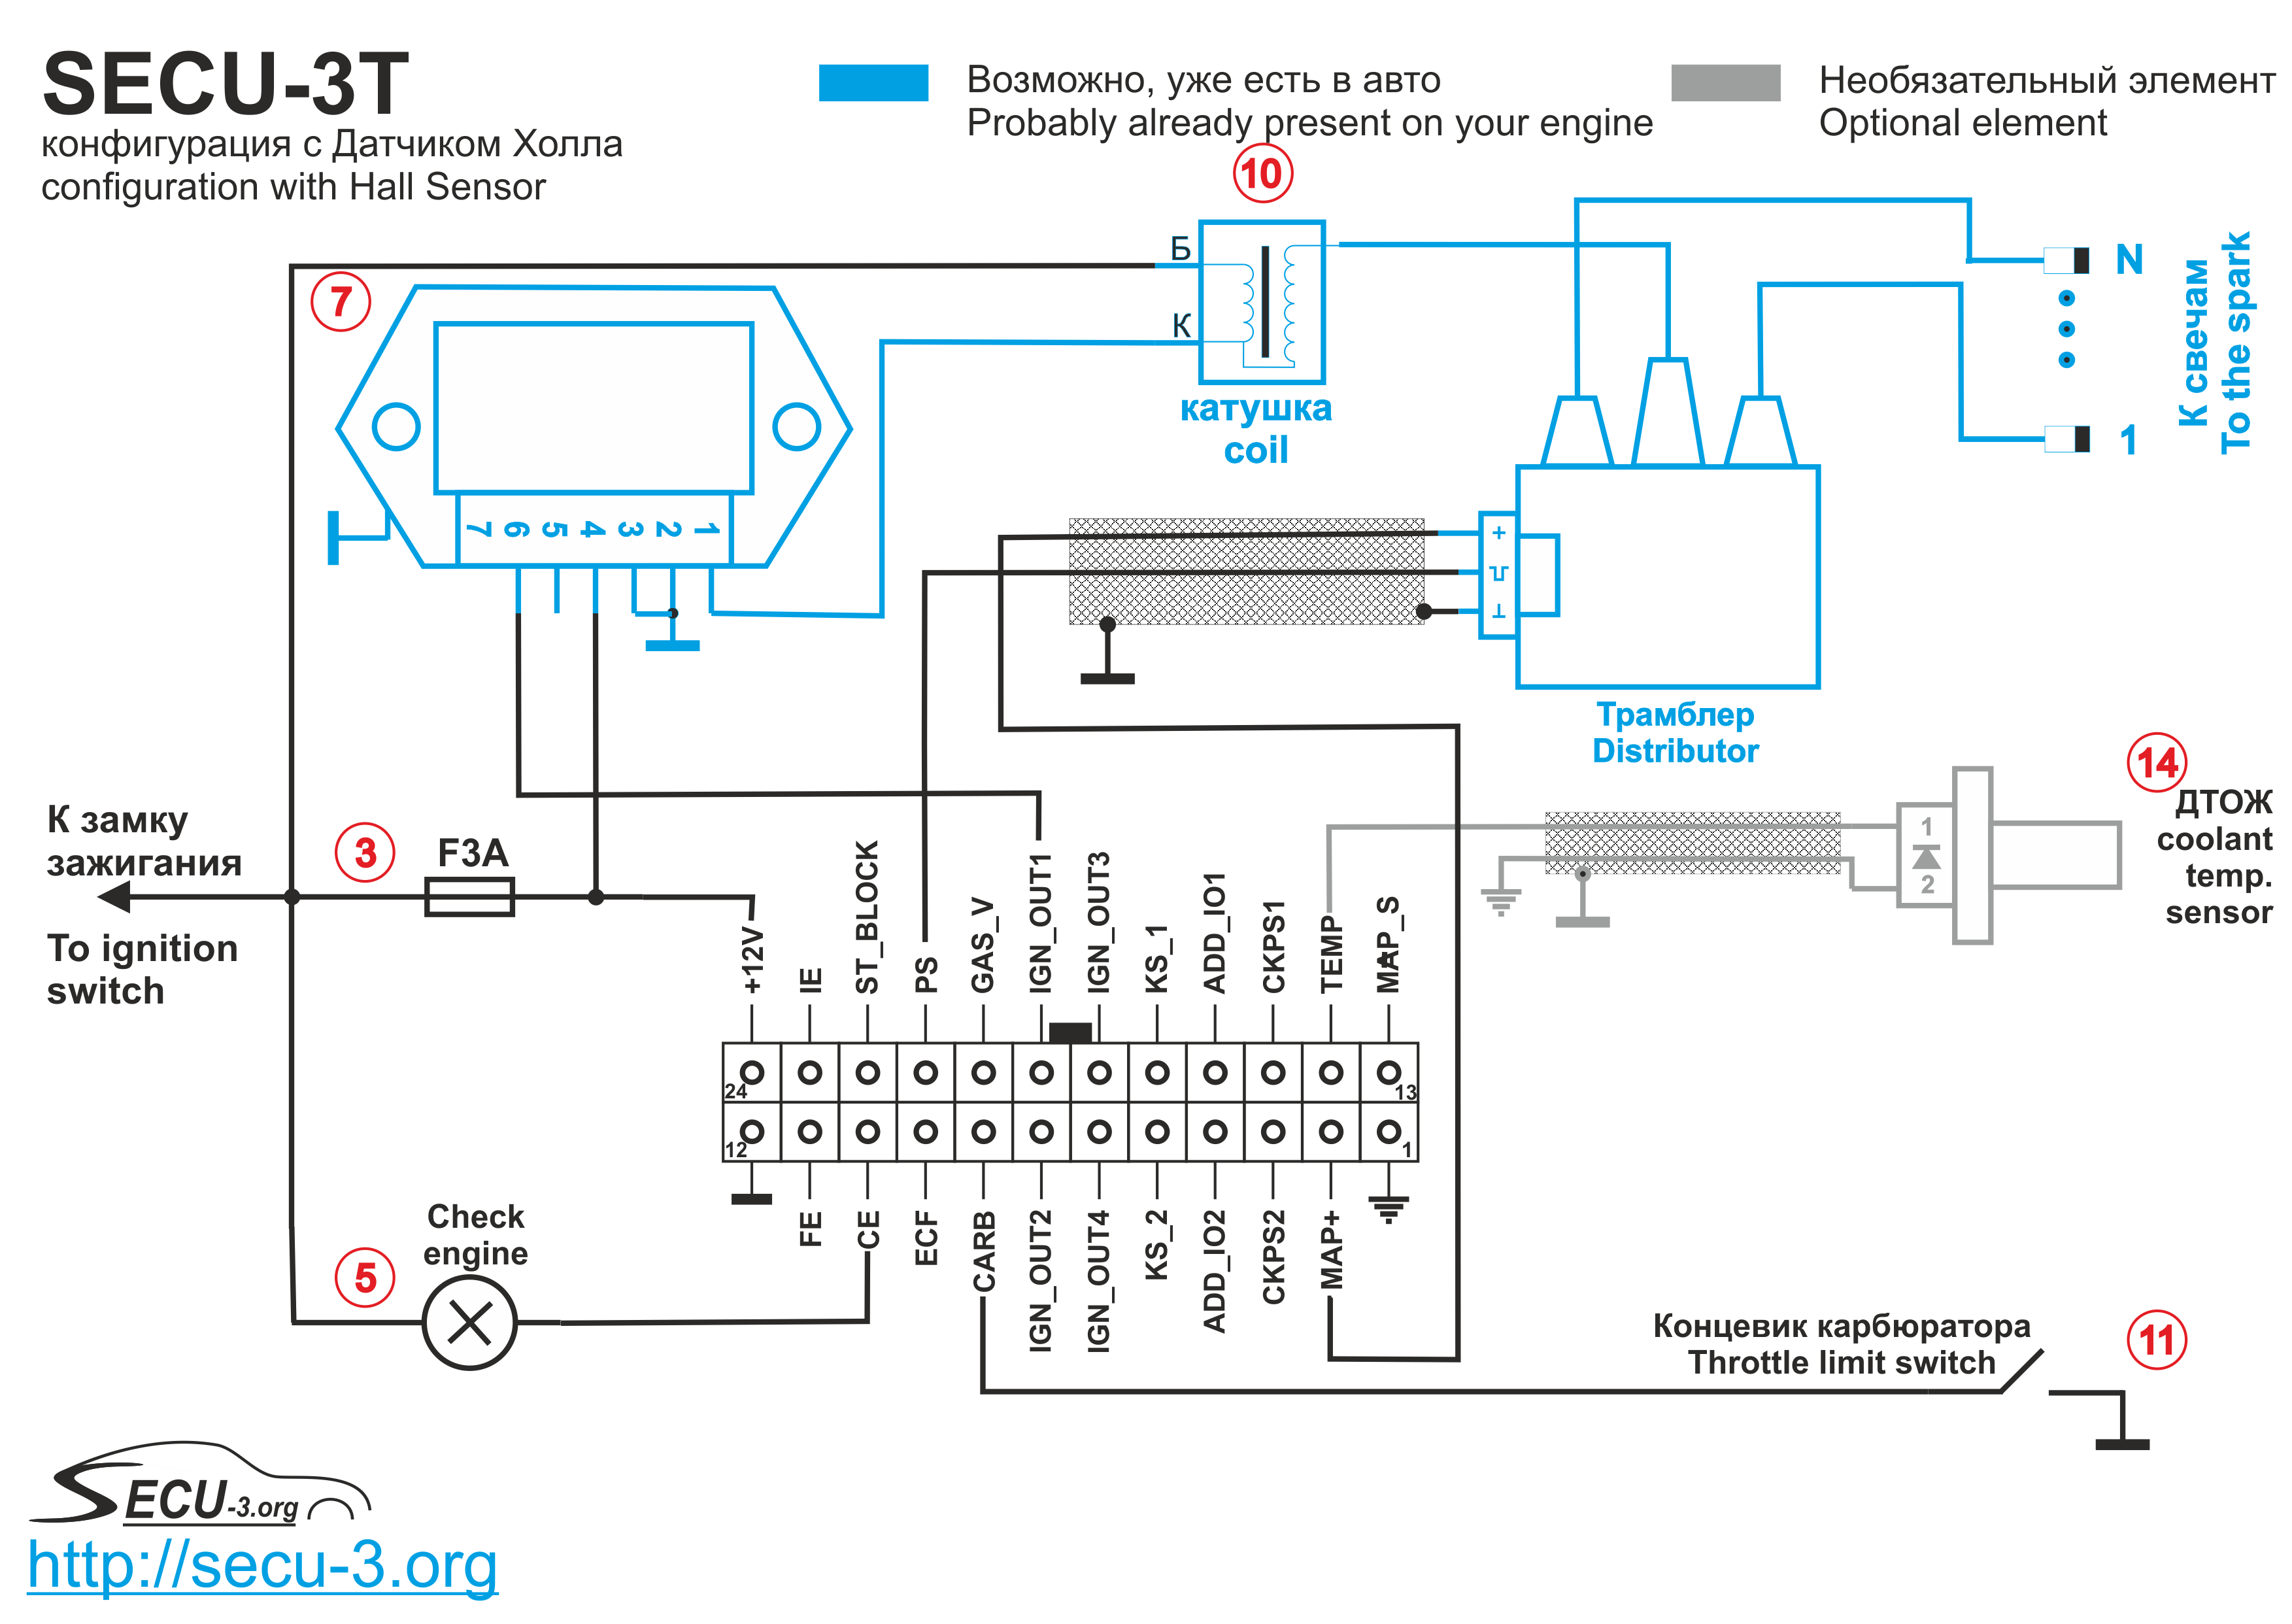 SECU-3T
конфигурация с Датчиком Холла
configuration with Hall Sensor
Возможно, уже есть в авто
Probably already present on your engine
Необязательный элемент
Optional element
10
Б
К
катушка
coil
N
1
К свечам
To the spark
7
7 6 5 4 3 2 1
+
⊥
Трамблер
Distributor
14
ДТОЖ
coolant
temp.
sensor
1
2
К замку
зажигания
To ignition
switch
3
F3A
+12V
IE
ST_BLOCK
PS
GAS_V
IGN_OUT1
IGN_OUT3
KS_1
ADD_IO1
CKPS1
TEMP
MAP_S
24
13
12
1
FE
CE
ECF
CARB
IGN_OUT2
IGN_OUT4
KS_2
ADD_IO2
CKPS2
MAP+
Check
engine
5
Концевик карбюратора
Throttle limit switch
11
SECU-3.org
http://secu-3.org